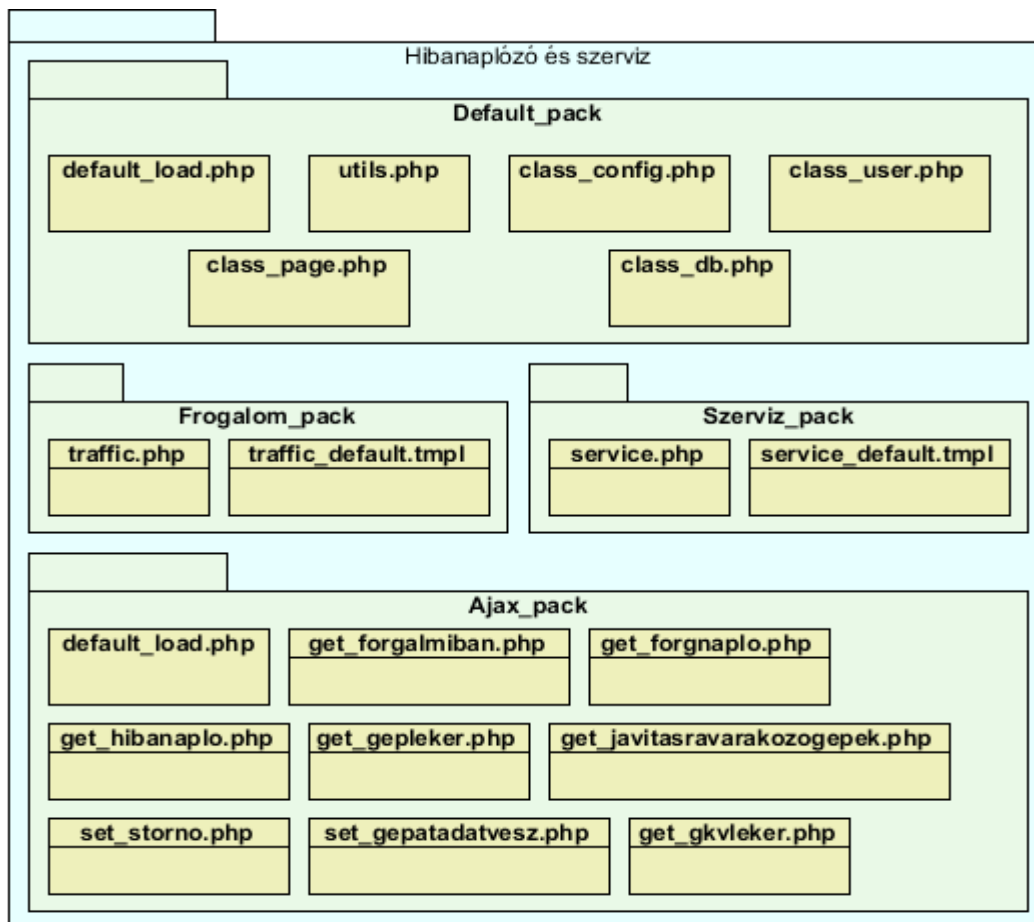 Hibanaplózó és szerviz
Default_pack
default_load.php
utils.php
class_config.php
class_user.php
class_page.php
class_db.php
Frogalom_pack
traffic.php
traffic_default.tmpl
Szerviz_pack
service.php
service_default.tmpl
Ajax_pack
default_load.php
get_forgalmiban.php
get_forgnaplo.php
get_hibanaplo.php
get_gepleker.php
get_javitasravarakozogepek.php
set_storno.php
set_gepatadatvesz.php
get_gkvleker.php